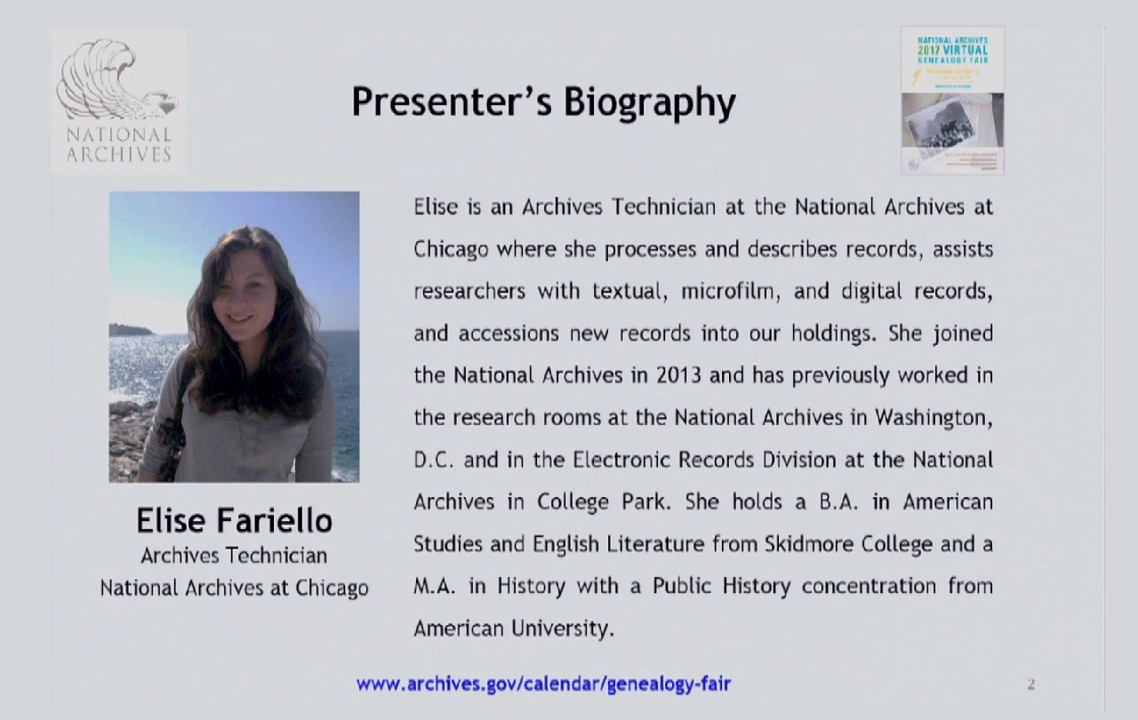 NATIONAL
ARCHIVES
Presenter's Biography
NATIONAL ARCHIVES
2017 VIRTUAL
GENEALOGY FAIR
Elise is an Archives Technician at the National Archives at
Chicago where she processes and describes records, assists
researchers with textual, microfilm, and digital records,
and accessions new records into our holdings. She joined
the National Archives in 2013 and has previously worked in
the research rooms at the National Archives in Washington,
D.C. and in the Electronic Records Division at the National
Archives in College Park. She holds a B.A. in American
Studies and English Literature from Skidmore College and a
M.A. in History with a Public History concentration from
American University.
Elise Fariello
Archives Technician
National Archives at Chicago
www.archives.gov/calendar/genealogy-fair
2